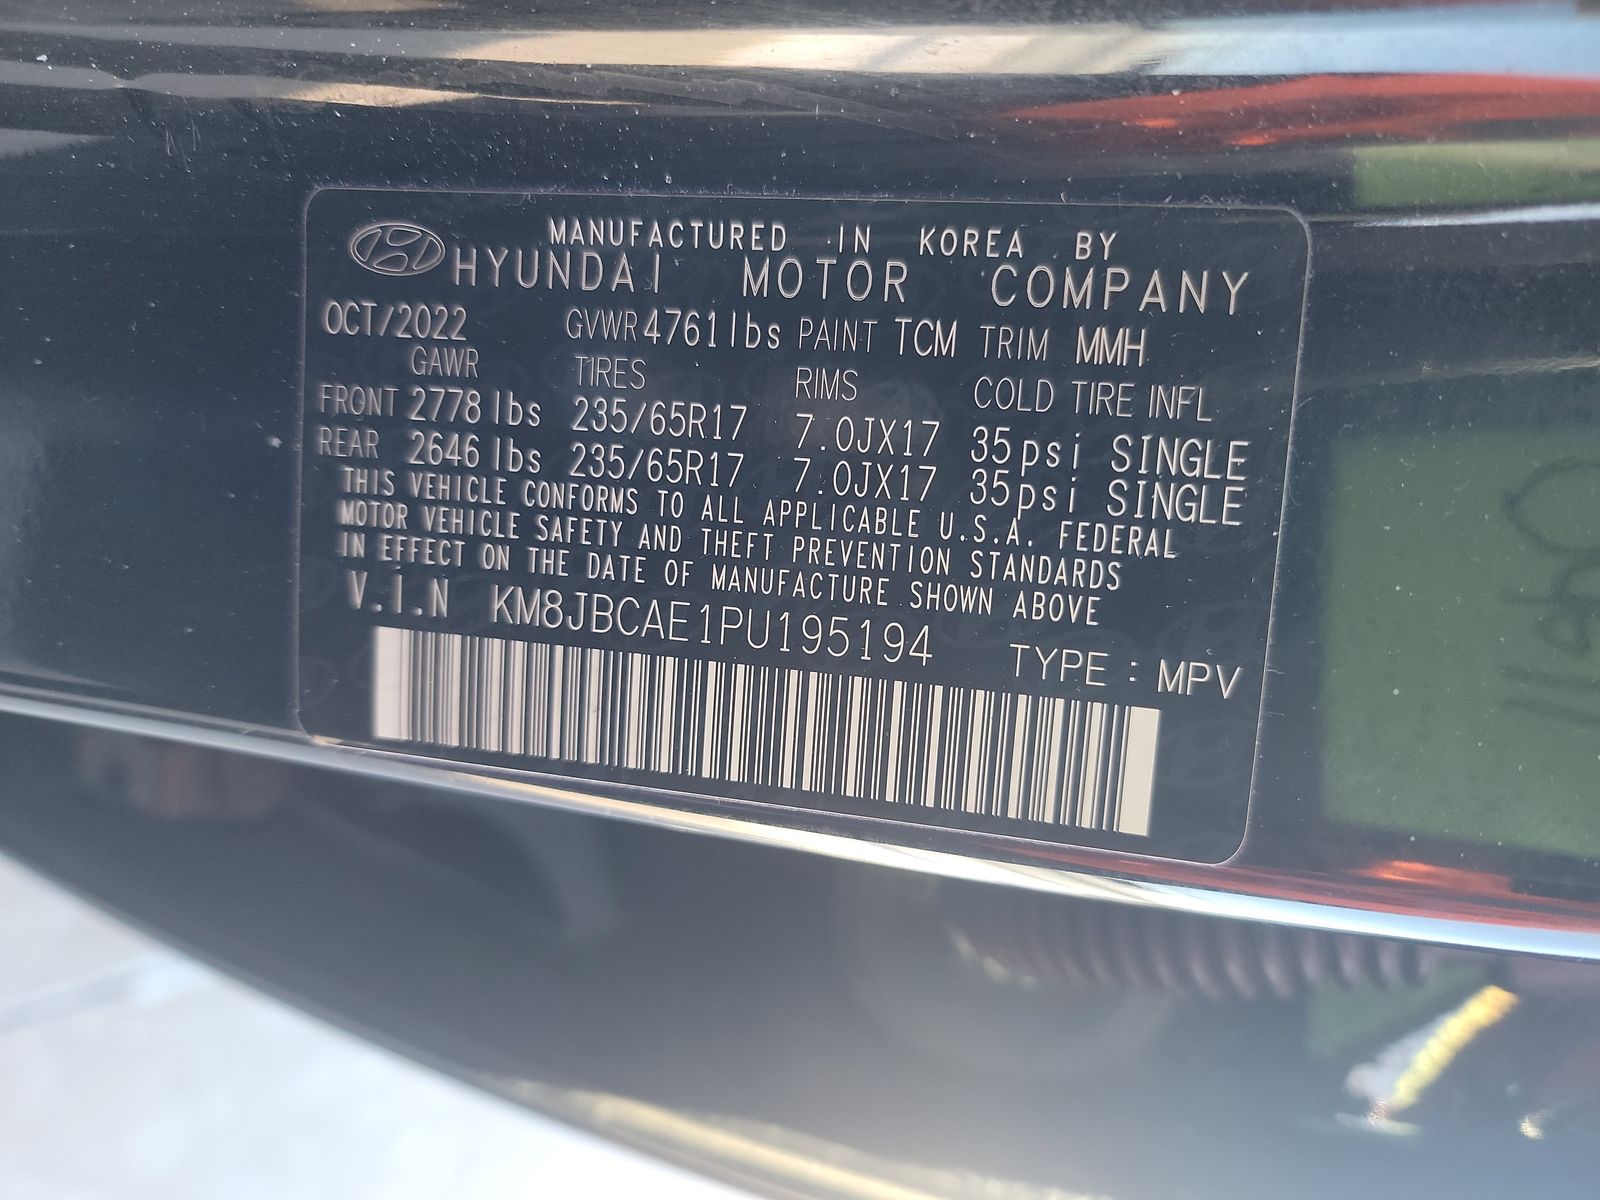 MANUFACTURED IN KOREA BY
HYUNDAI MOTOR COMPANY
OCT/2022 GVWR 4761lbs PAINT TCM TRIM MMH
GAWR TIRES RIMS COLD TIRE INFL
FRONT 2778 lbs 235/65R17 7.0JX17 35psi SINGLE
REAR 2646 lbs 235/65R17 7.0JX17 35psi SINGLE
THIS VEHICLE CONFORMS TO ALL APPLICABLE U.S.A. FEDERAL
MOTOR VEHICLE SAFETY AND THEFT PREVENTION STANDARDS
IN EFFECT ON THE DATE OF MANUFACTURE SHOWN ABOVE
V.I.N KM8JBCAE1PU195194 TYPE : MPV